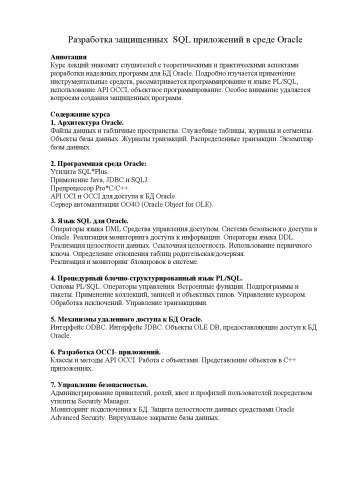 Разработка защищенных  SQL приложений в среде Oracle
Аннотация
Курс лекций знакомит слушателей с теоретическими и практическими аспектами
разработки надежных программ для БД Oracle. Подробно изучается применение
инструментальные средств, рассматривается программирование и языке PL/SQL,
использование API OCCI, объектное программирование. Особое внимание уделяется
вопросам создания защищенных программ.
Содержание курса
1. Архитектура Oracle.
Файлы данных и табличные пространства. Служебные таблицы, журналы и сегменты.
Объекты базы данных. Журналы транзакций. Распределенные транзакции. Экземпляр
базы данных.
2. Программная среда Oracle:
Утилита SQL*Plus.
Применение Java, JDBC и SQLJ.
Препроцессор Pro*C/C++.
API OCI и OCCI для доступа к БД Oracle.
Сервер автоматизации OO4O (Oracle Object for OLE).
3. Язык SQL для Oracle.
Операторы языка DML. Средства управления доступом. Система безопасного доступа в
Oracle. Реализация мониторинга доступа к информации. Операторы языка DDL.
Реализация целостности данных. Ссылочная целостность. Использование первичного
ключа. Определение отношения таблиц родительская/дочерняя.
Реализация и мониторинг блокировок в системе.
4. Процедурный блочно-структурированный язык PL/SQL.
Основы PL/SQL. Операторы управления. Встроенные функции. Подпрограммы и
пакеты. Применение коллекций, записей и объектных типов. Управление курсором.
Обработка исключений. Управление транзакциями.
5. Механизмы удаленного доступа к БД Oracle.
Интерфейс ODBC. Интерфейс JDBC. Объекты OLE DB, предоставляющие доступ к БД
Oracle.
6. Разработка OCCI- приложений.
Классы и методы API OCCI. Работа с объектами. Представление объектов в C++
приложениях.
7. Управление безопасностью.
Администрирование привилегий, ролей, квот и профилей пользователей посредством
утилиты Security Manager.
Мониторинг подключения к БД. Защита целостности данных средствами Oracle
Advanced Security. Виртуальное закрытие базы данных.